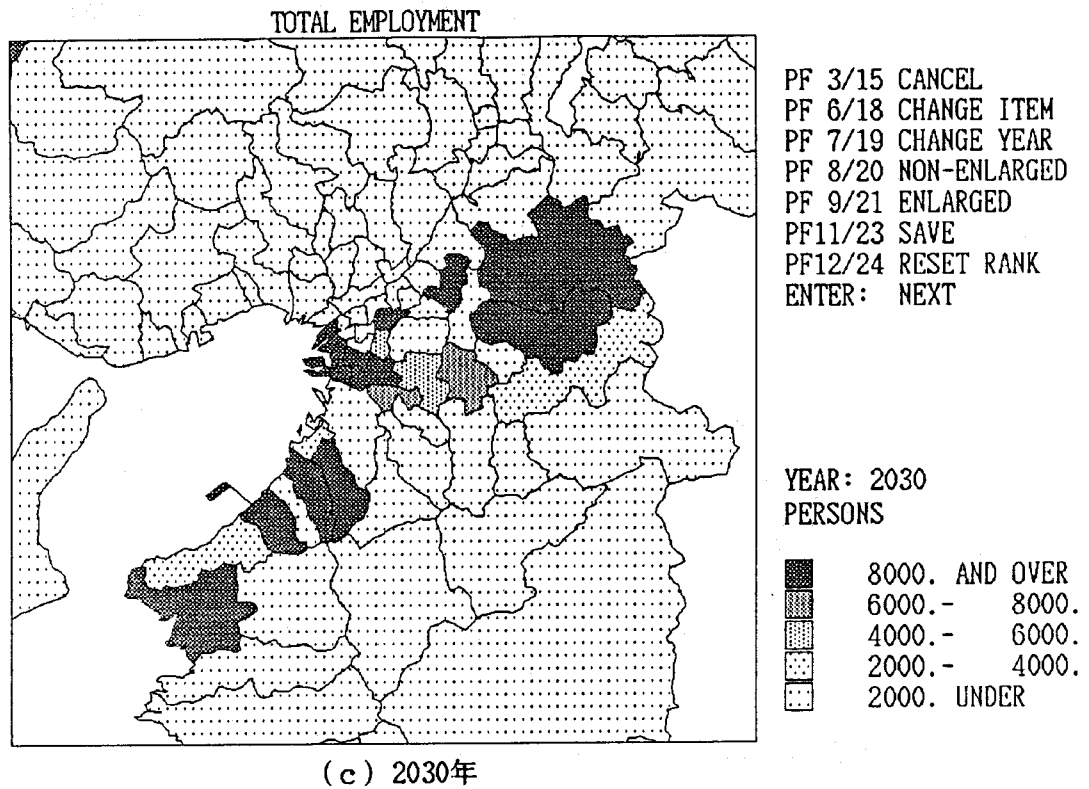 TOTAL EMPLOYMENT
PF 3/15 CANCEL
PF 6/18 CHANGE ITEM
PF 7/19 CHANGE YEAR
PF 8/20 NON-ENLARGED
PF 9/21 ENLARGED
PF11/23 SAVE
PF12/24 RESET RANK
ENTER: NEXT
YEAR: 2030
PERSONS
8000. AND OVER
6000.- 8000.
4000.- 6000.
2000.- 4000.
2000. UNDER
(c) 2030年